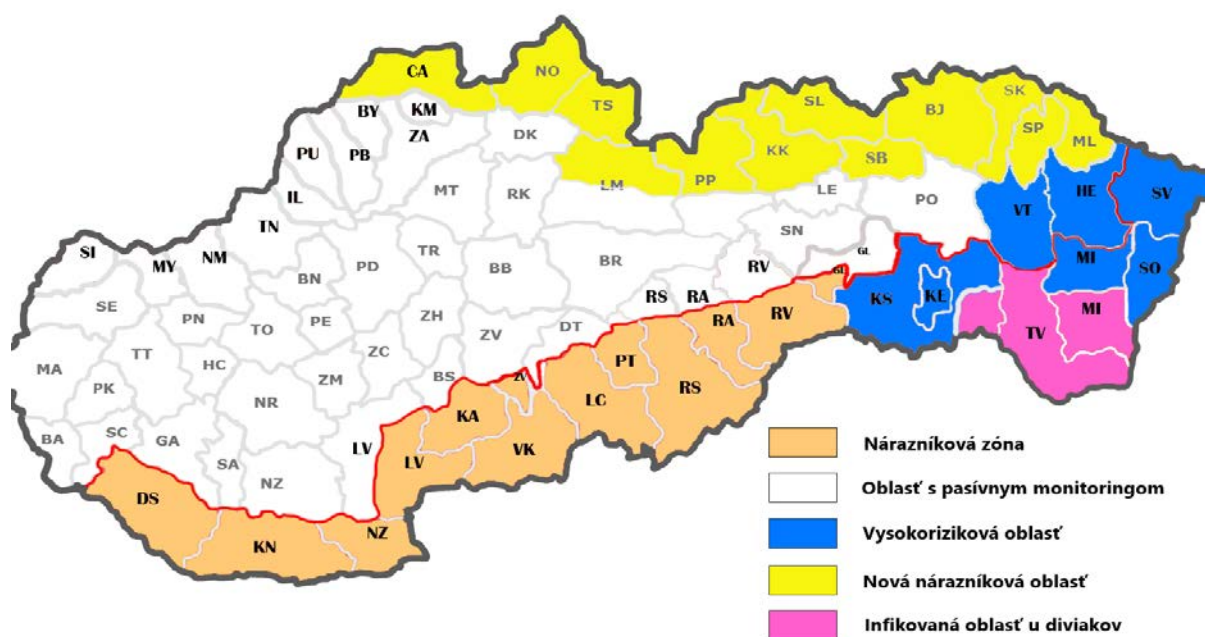 CA
NO
TS
BY
KM
ZA
DK
SL
BJ
SK
SP
ML
PU
PB
KK
SB
IL
MT
RK
LM
PP
LE
PO
VT
HE
SV
TN
SI
MY
NM
BN
PD
TR
BB
BR
SN
GL
RV
GL
MI
SO
SE
PN
TO
PE
ZH
ZV
RS
RA
DT
KS
KE
TV
MI
MA
TT
HC
ZM
ZC
BS
ZV
PT
RA
RV
PK
NR
KA
LC
RS
BA
SC
GA
SA
NZ
LV
LV
VK
DS
KN
NZ
Nárazníková zóna
Oblasť s pasívnym monitoringom
Vysokoriziková oblasť
Nová nárazníková oblasť
Infikovaná oblasť u diviakov